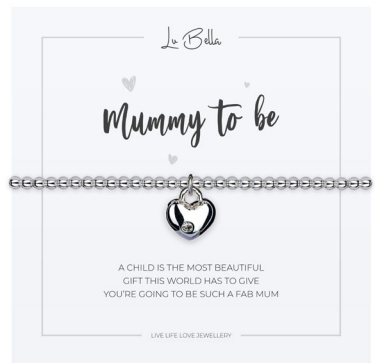 Lu Bella
Mummy to be
A CHILD IS THE MOST BEAUTIFUL
GIFT THIS WORLD HAS TO GIVE
YOU'RE GOING TO BE SUCH A FAB MUM
LIVE LIFE LOVE JEWELLERY